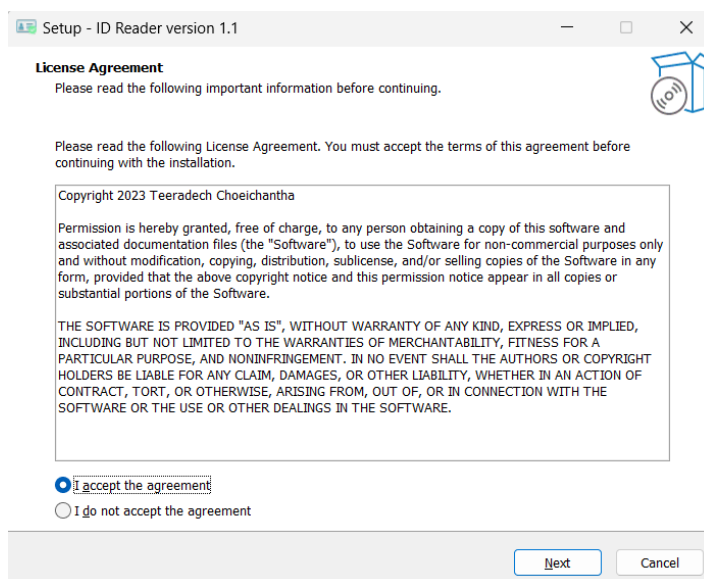 Setup - ID Reader version 1.1
License Agreement
Please read the following important information before continuing.
Please read the following License Agreement. You must accept the terms of this agreement before
continuing with the installation.
Copyright 2023 Teeradech Choeichantha
Permission is hereby granted, free of charge, to any person obtaining a copy of this software and
associated documentation files (the "Software"), to use the Software for non-commercial purposes only
and without modification, copying, distribution, sublicense, and/or selling copies of the Software in any
form, provided that the above copyright notice and this permission notice appear in all copies or
substantial portions of the Software.
THE SOFTWARE IS PROVIDED "AS IS", WITHOUT WARRANTY OF ANY KIND, EXPRESS OR IMPLIED,
INCLUDING BUT NOT LIMITED TO THE WARRANTIES OF MERCHANTABILITY, FITNESS FOR A
PARTICULAR PURPOSE, AND NONINFRINGEMENT. IN NO EVENT SHALL THE AUTHORS OR COPYRIGHT
HOLDERS BE LIABLE FOR ANY CLAIM, DAMAGES, OR OTHER LIABILITY, WHETHER IN AN ACTION OF
CONTRACT, TORT, OR OTHERWISE, ARISING FROM, OUT OF, OR IN CONNECTION WITH THE
SOFTWARE OR THE USE OR OTHER DEALINGS IN THE SOFTWARE.
I accept the agreement
I do not accept the agreement
Next Cancel